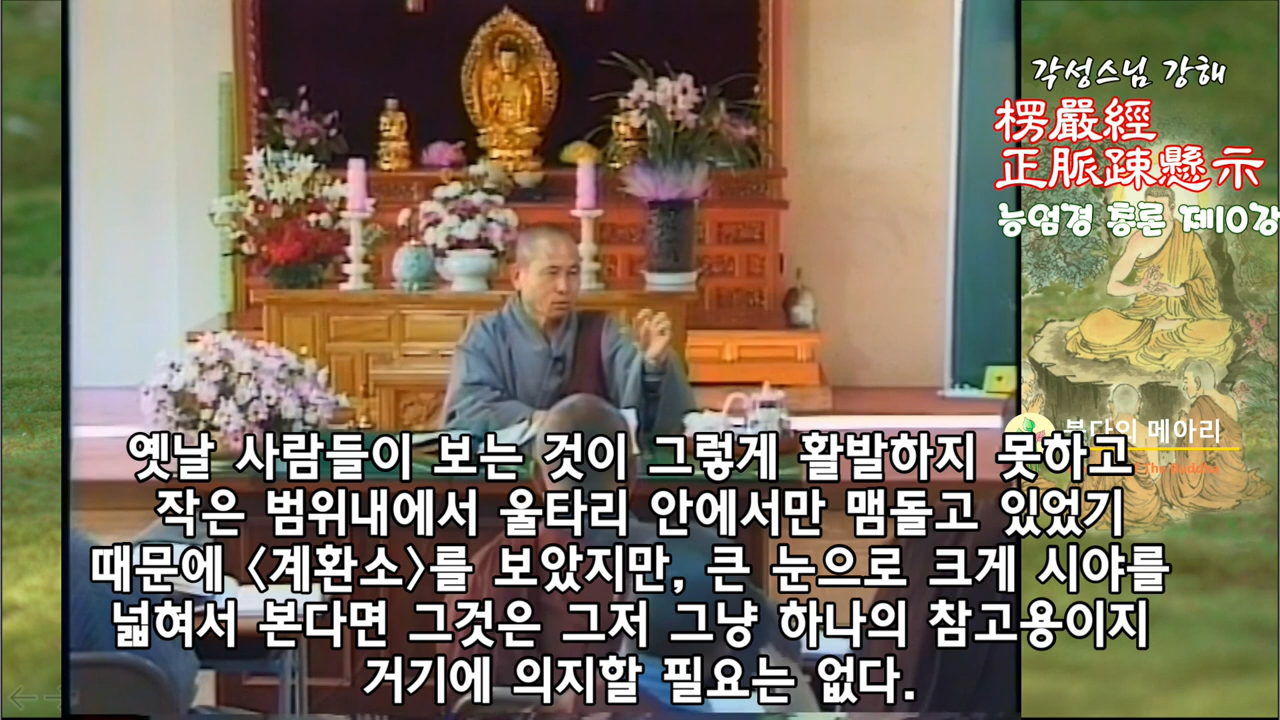 각성스님 강해
楞嚴經
正脈疎懸示
능엄경 총론 제10강
붓다의 메아리
The Buddha
옛날 사람들이 보는 것이 그렇게 활발하지 못하고
작은 범위내에서 울타리 안에서만 맴돌고 있었기
때문에 〈계환소〉를 보았지만, 큰 눈으로 크게 시야를
넓혀서 본다면 그것은 그저 그냥 하나의 참고용이지
거기에 의지할 필요는 없다.